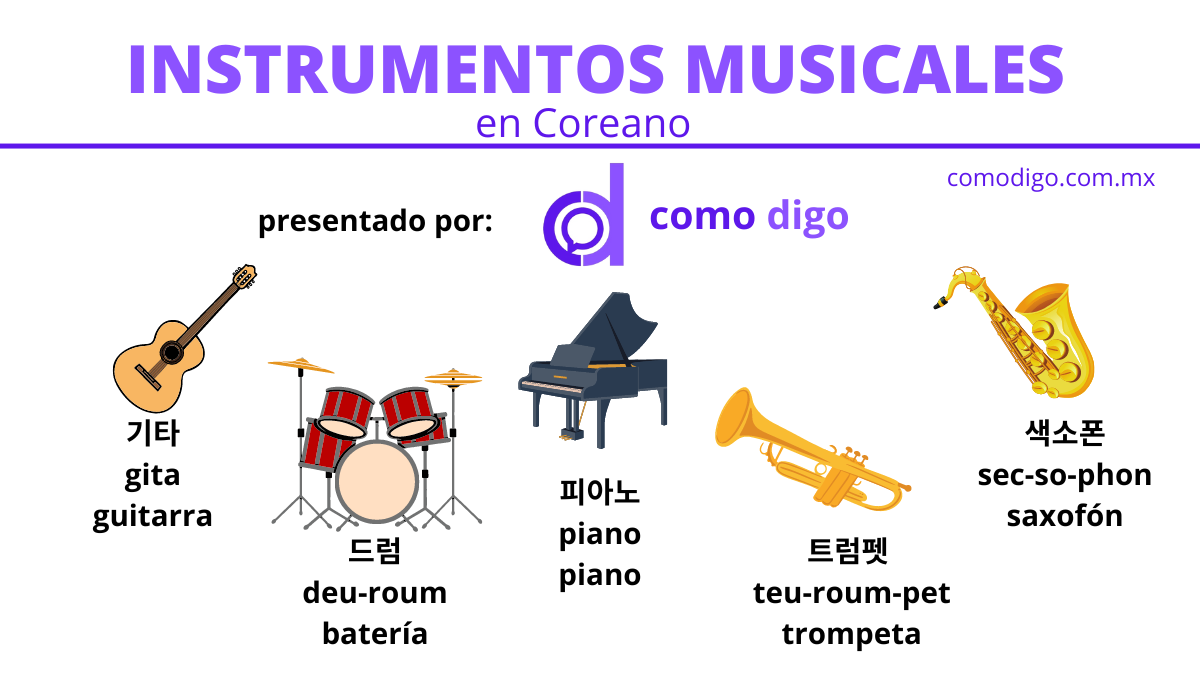 INSTRUMENTOS MUSICALES
en Coreano
comodigo.com.mx
presentado por:
como digo
기타
gita
guitarra
드럼
deu-roum
batería
피아노
piano
piano
트럼펫
teu-roum-pet
trompeta
색소폰
sec-so-phon
saxofón